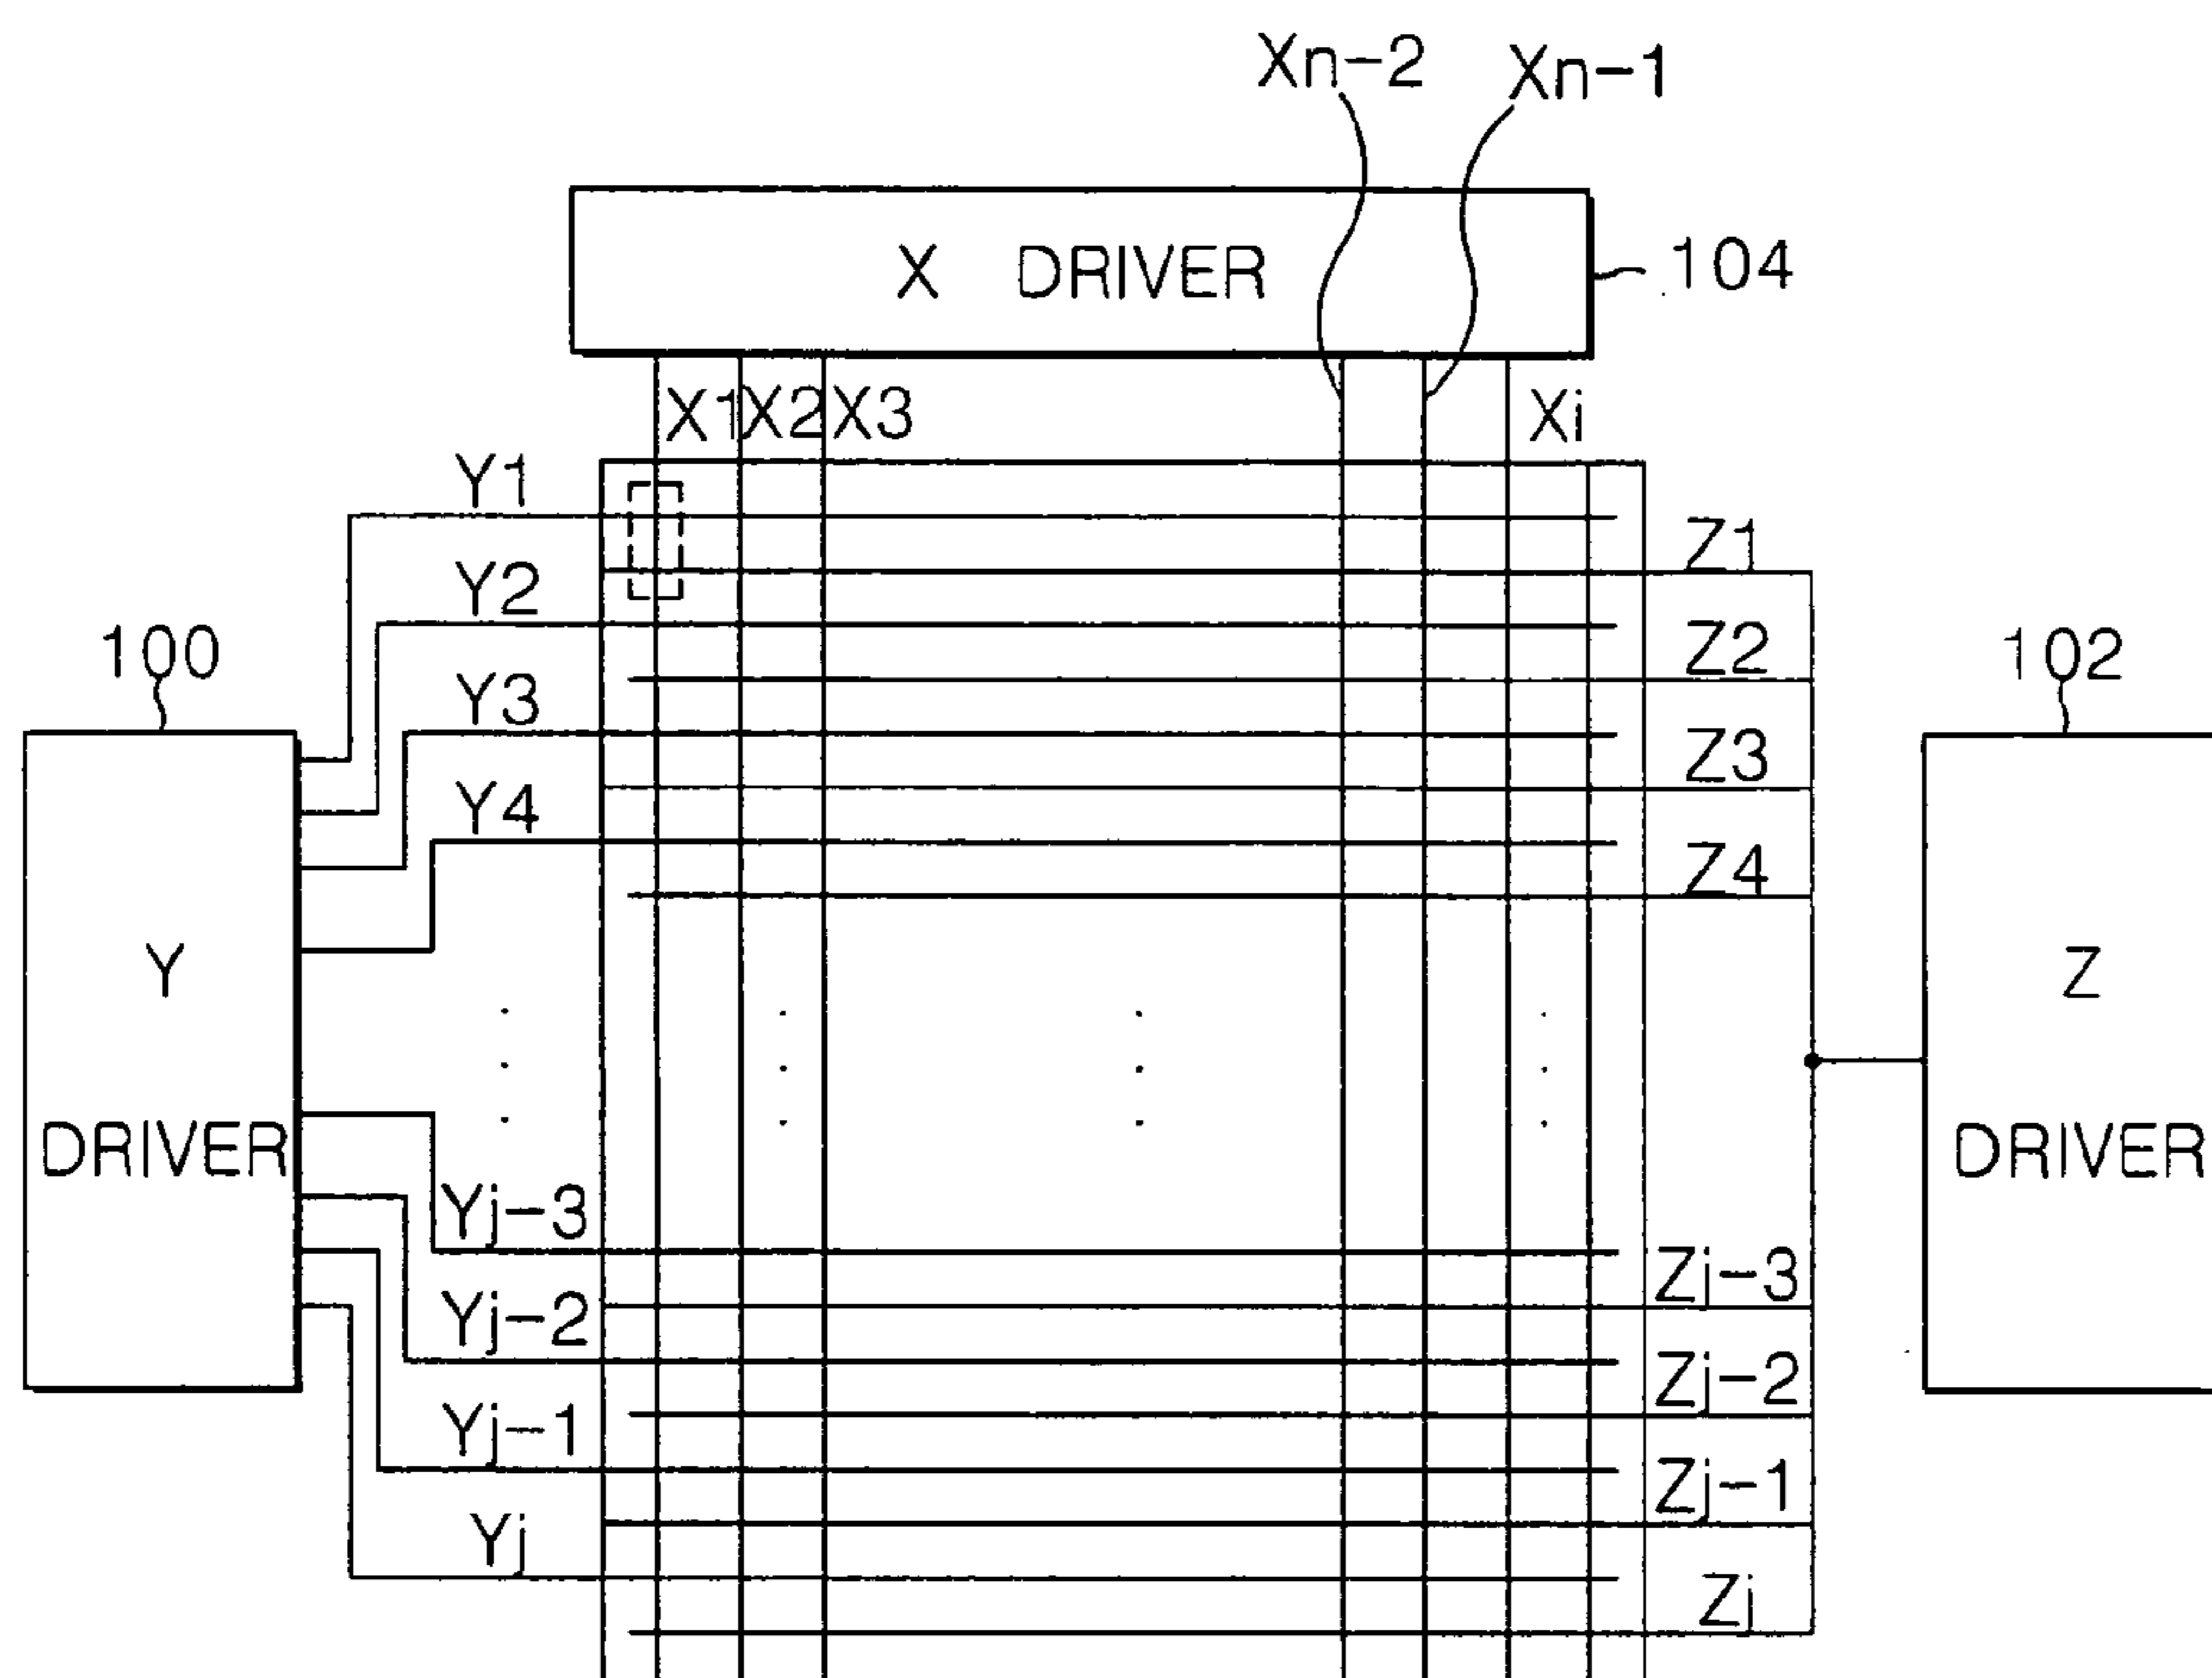 Xn-2 Xn-1
X DRIVER
104
X1 X2 X3 Xi
Y1
Z1
Y2
Z2
100
102
Y3
Z3
Y4
Z4
Y
DRIVER
Z
DRIVER
Yj-3
Zj-3
Yj-2
Zj-2
Yj-1
Zj-1
Yj
Zj